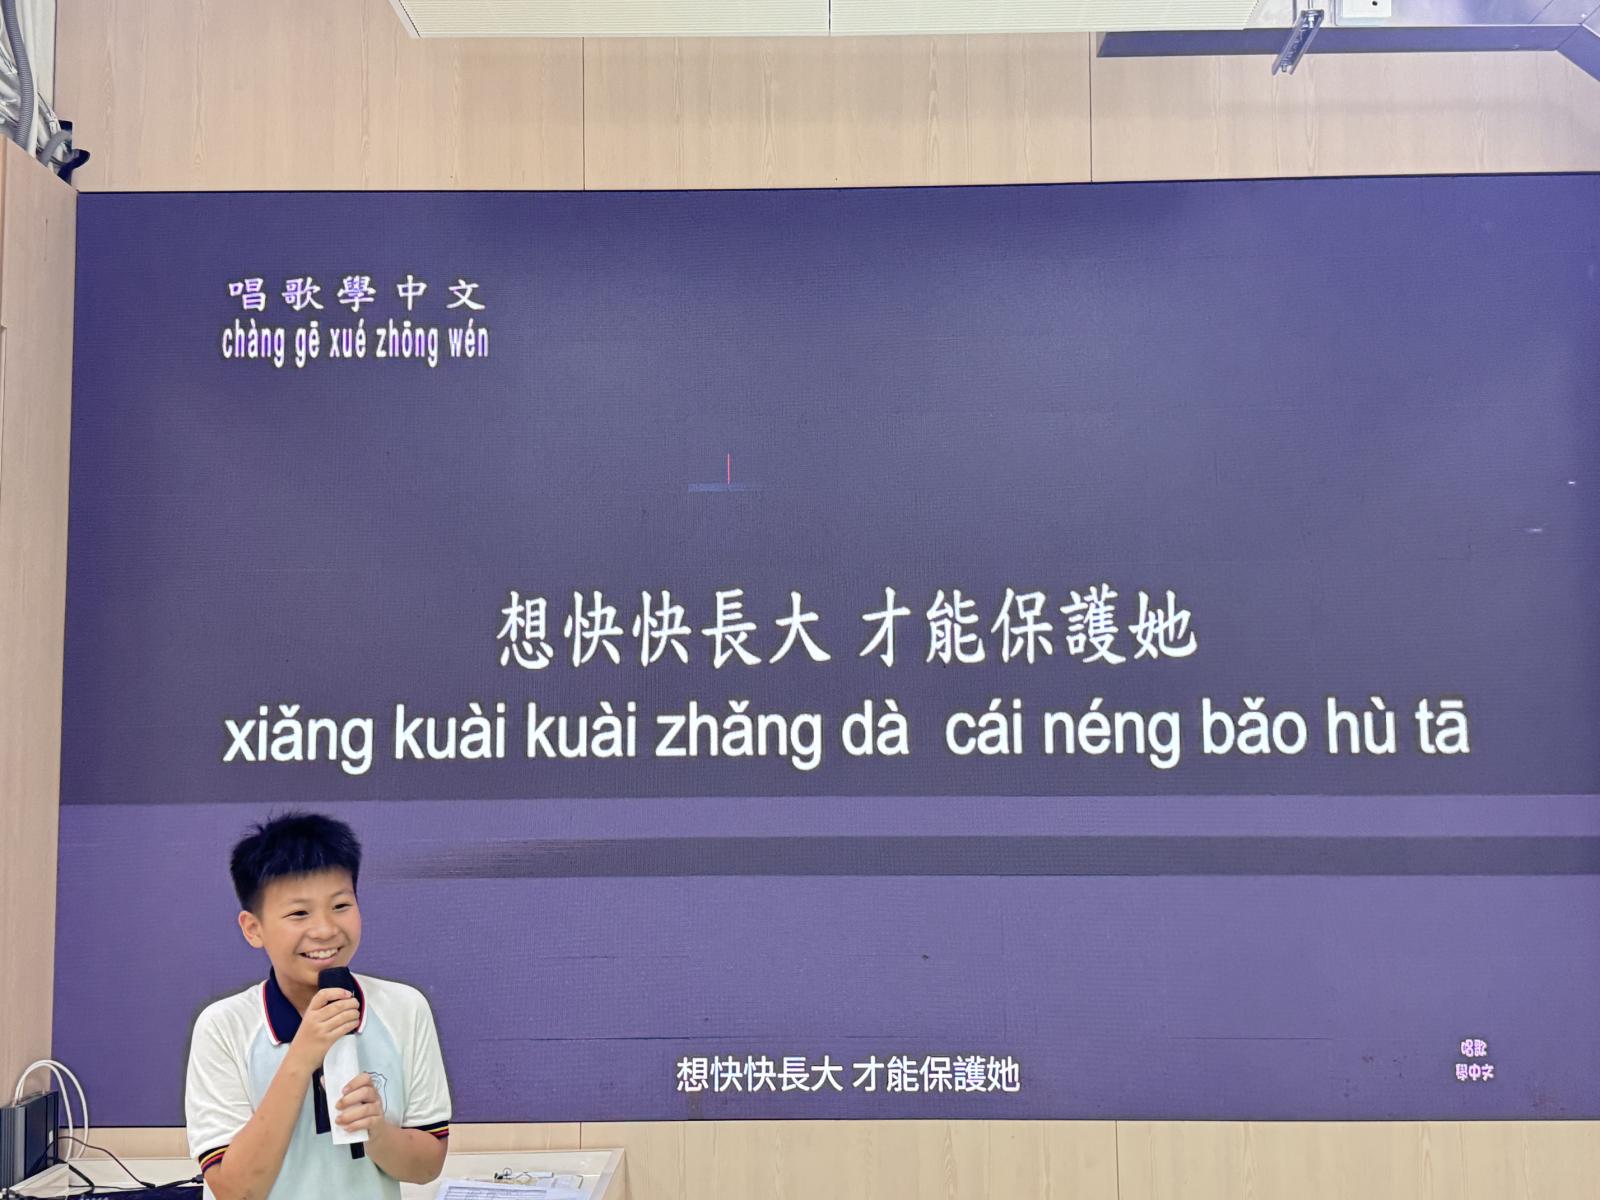 唱歌學中文
chàng gē xué zhōng wén
想快快長大 才能保護她
xiǎng kuài kuài zhǎng dà cái néng bǎo hù tā
想快快長大 才能保護她
唱歌
學中文